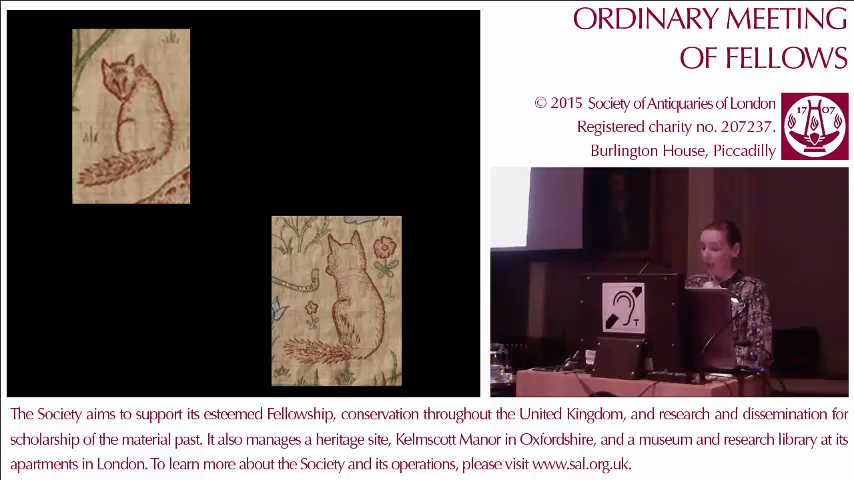 ORDINARY MEETING
OF FELLOWS
© 2015 Society of Antiquaries of London
Registered charity no. 207237.
Burlington House, Piccadilly
17 07
T
The Society aims to support its esteemed Fellowship, conservation throughout the United Kingdom, and research and dissemination for
scholarship of the material past. It also manages a heritage site, Kelmscott Manor in Oxfordshire, and a museum and research library at its
apartments in London. To learn more about the Society and its operations, please visit www.sal.org.uk.